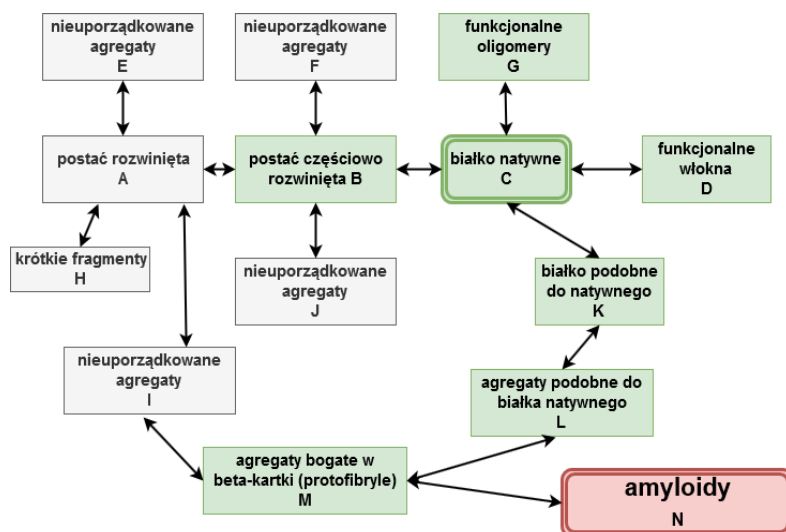 nieuporządkowane
agregaty
E
nieuporządkowane
agregaty
F
funkcjonalne
oligomery
G
postać rozwinięta
A
postać częściowo
rozwinięta B
białko natywne
C
funkcjonalne
włokna
D
krótkie fragmenty
H
nieuporządkowane
agregaty
J
białko podobne
do natywnego
K
nieuporządkowane
agregaty
I
agregaty podobne do
białka natywnego
L
agregaty bogate w
beta-kartki (protofibryle)
M
amyloidy
N